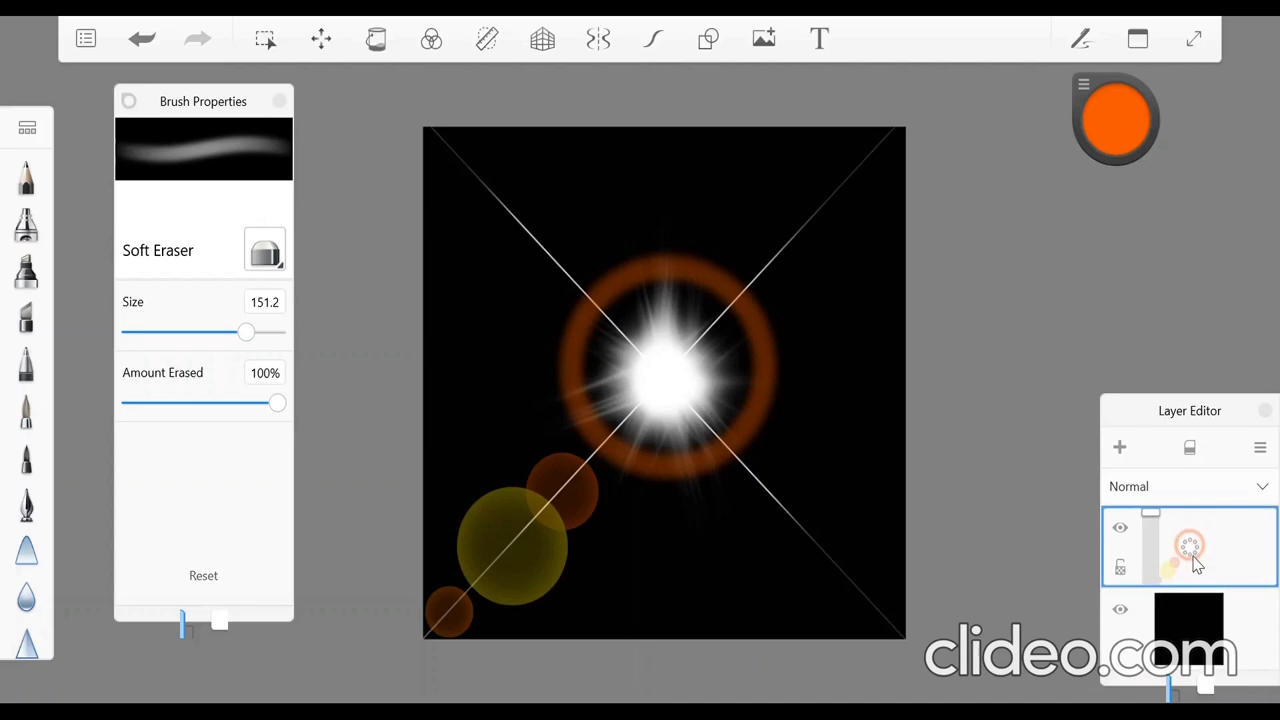 T
Brush Properties
Soft Eraser
Size
151.2
Amount Erased
100%
Reset
Layer Editor
Normal
clideo.com